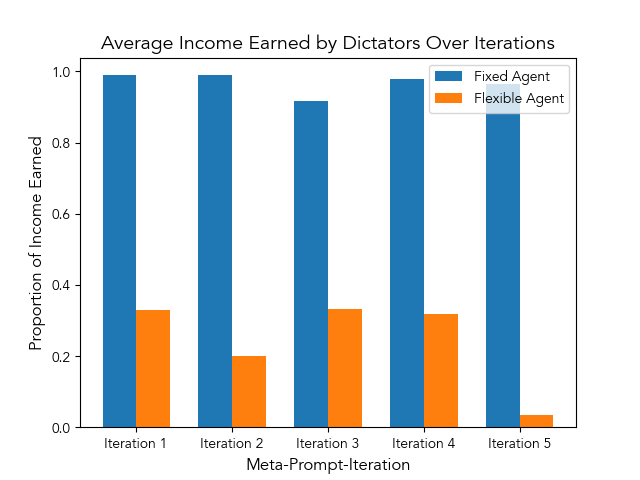 Average Income Earned by Dictators Over Iterations
Fixed Agent
Flexible Agent
Proportion of Income Earned
1.0
0.8
0.6
0.4
0.2
0.0
Iteration 1
Iteration 2
Iteration 3
Iteration 4
Iteration 5
Meta-Prompt-Iteration